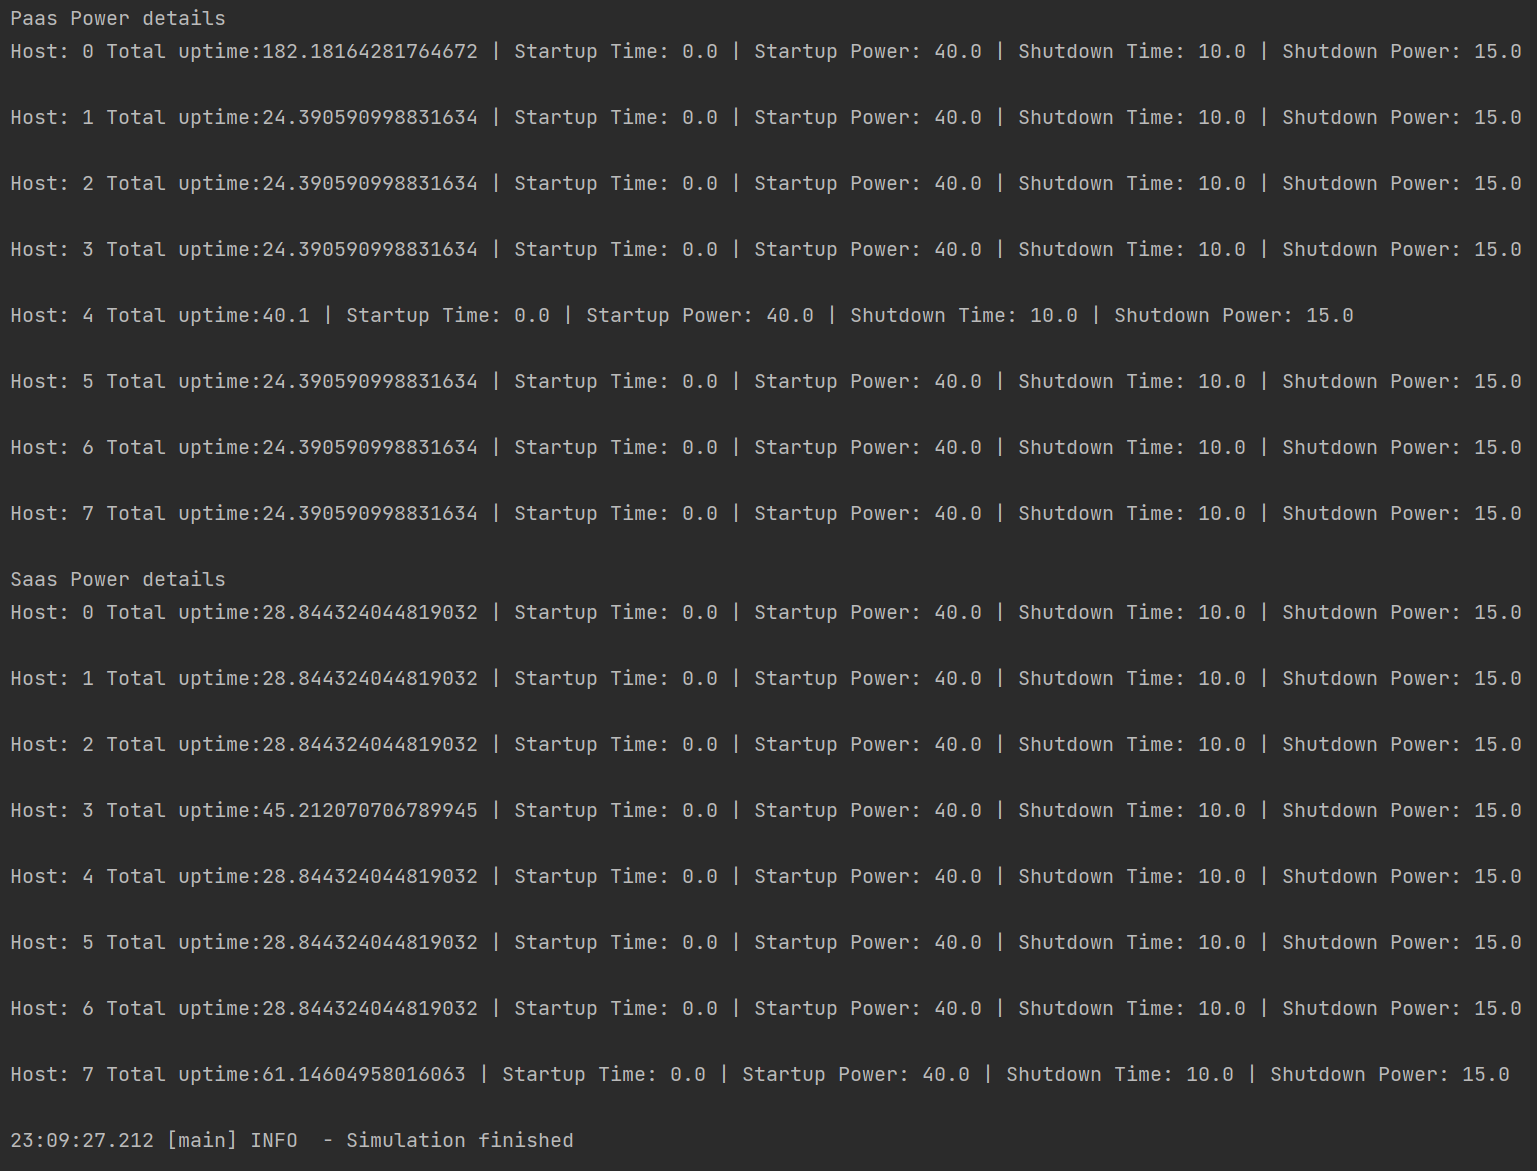 Paas Power details
Host: 0 Total uptime:182.18164281764672 | Startup Time: 0.0 | Startup Power: 40.0 | Shutdown Time: 10.0 | Shutdown Power: 15.0
Host: 1 Total uptime:24.390590998831634 | Startup Time: 0.0 | Startup Power: 40.0 | Shutdown Time: 10.0 | Shutdown Power: 15.0
Host: 2 Total uptime:24.390590998831634 | Startup Time: 0.0 | Startup Power: 40.0 | Shutdown Time: 10.0 | Shutdown Power: 15.0
Host: 3 Total uptime:24.390590998831634 | Startup Time: 0.0 | Startup Power: 40.0 | Shutdown Time: 10.0 | Shutdown Power: 15.0
Host: 4 Total uptime:40.1 | Startup Time: 0.0 | Startup Power: 40.0 | Shutdown Time: 10.0 | Shutdown Power: 15.0
Host: 5 Total uptime:24.390590998831634 | Startup Time: 0.0 | Startup Power: 40.0 | Shutdown Time: 10.0 | Shutdown Power: 15.0
Host: 6 Total uptime:24.390590998831634 | Startup Time: 0.0 | Startup Power: 40.0 | Shutdown Time: 10.0 | Shutdown Power: 15.0
Host: 7 Total uptime:24.390590998831634 | Startup Time: 0.0 | Startup Power: 40.0 | Shutdown Time: 10.0 | Shutdown Power: 15.0
Saas Power details
Host: 0 Total uptime:28.844324044819032 | Startup Time: 0.0 | Startup Power: 40.0 | Shutdown Time: 10.0 | Shutdown Power: 15.0
Host: 1 Total uptime:28.844324044819032 | Startup Time: 0.0 | Startup Power: 40.0 | Shutdown Time: 10.0 | Shutdown Power: 15.0
Host: 2 Total uptime:28.844324044819032 | Startup Time: 0.0 | Startup Power: 40.0 | Shutdown Time: 10.0 | Shutdown Power: 15.0
Host: 3 Total uptime:45.212070706789945 | Startup Time: 0.0 | Startup Power: 40.0 | Shutdown Time: 10.0 | Shutdown Power: 15.0
Host: 4 Total uptime:28.844324044819032 | Startup Time: 0.0 | Startup Power: 40.0 | Shutdown Time: 10.0 | Shutdown Power: 15.0
Host: 5 Total uptime:28.844324044819032 | Startup Time: 0.0 | Startup Power: 40.0 | Shutdown Time: 10.0 | Shutdown Power: 15.0
Host: 6 Total uptime:28.844324044819032 | Startup Time: 0.0 | Startup Power: 40.0 | Shutdown Time: 10.0 | Shutdown Power: 15.0
Host: 7 Total uptime:61.14604958016063 | Startup Time: 0.0 | Startup Power: 40.0 | Shutdown Time: 10.0 | Shutdown Power: 15.0
23:09:27.212 [main] INFO  - Simulation finished